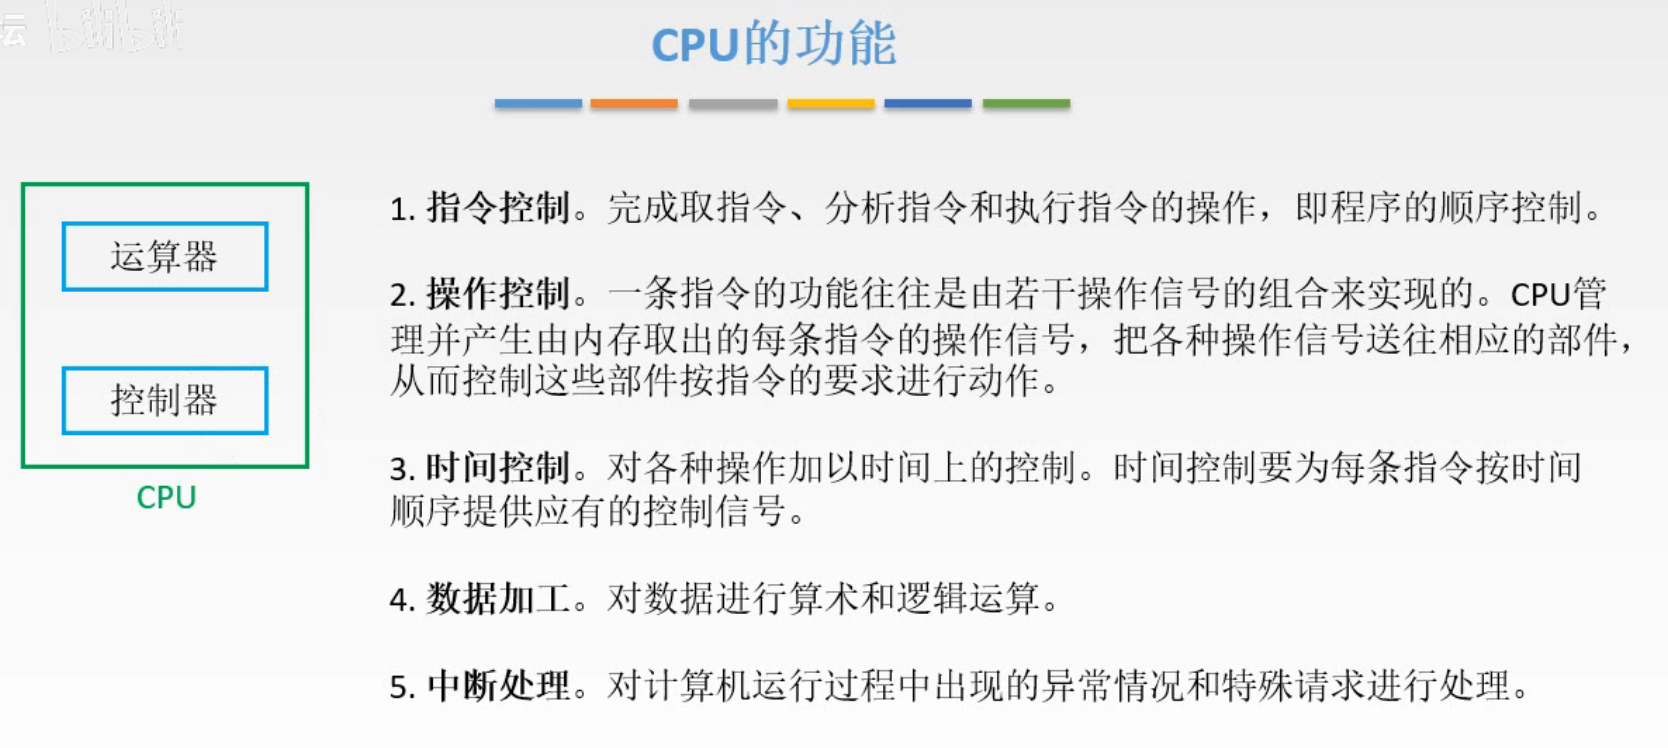 坛 bilibili
CPU的功能
运算器
控制器
CPU
1. 指令控制。完成取指令、分析指令和执行指令的操作，即程序的顺序控制。
2. 操作控制。一条指令的功能往往是由若干操作信号的组合来实现的。CPU管
理并产生由内存取出的每条指令的操作信号，把各种操作信号送往相应的部件，
从而控制这些部件按指令的要求进行动作。
3. 时间控制。对各种操作加以时间上的控制。时间控制要为每条指令按时间
顺序提供应有的控制信号。
4. 数据加工。对数据进行算术和逻辑运算。
5. 中断处理。对计算机运行过程中出现的异常情况和特殊请求进行处理。